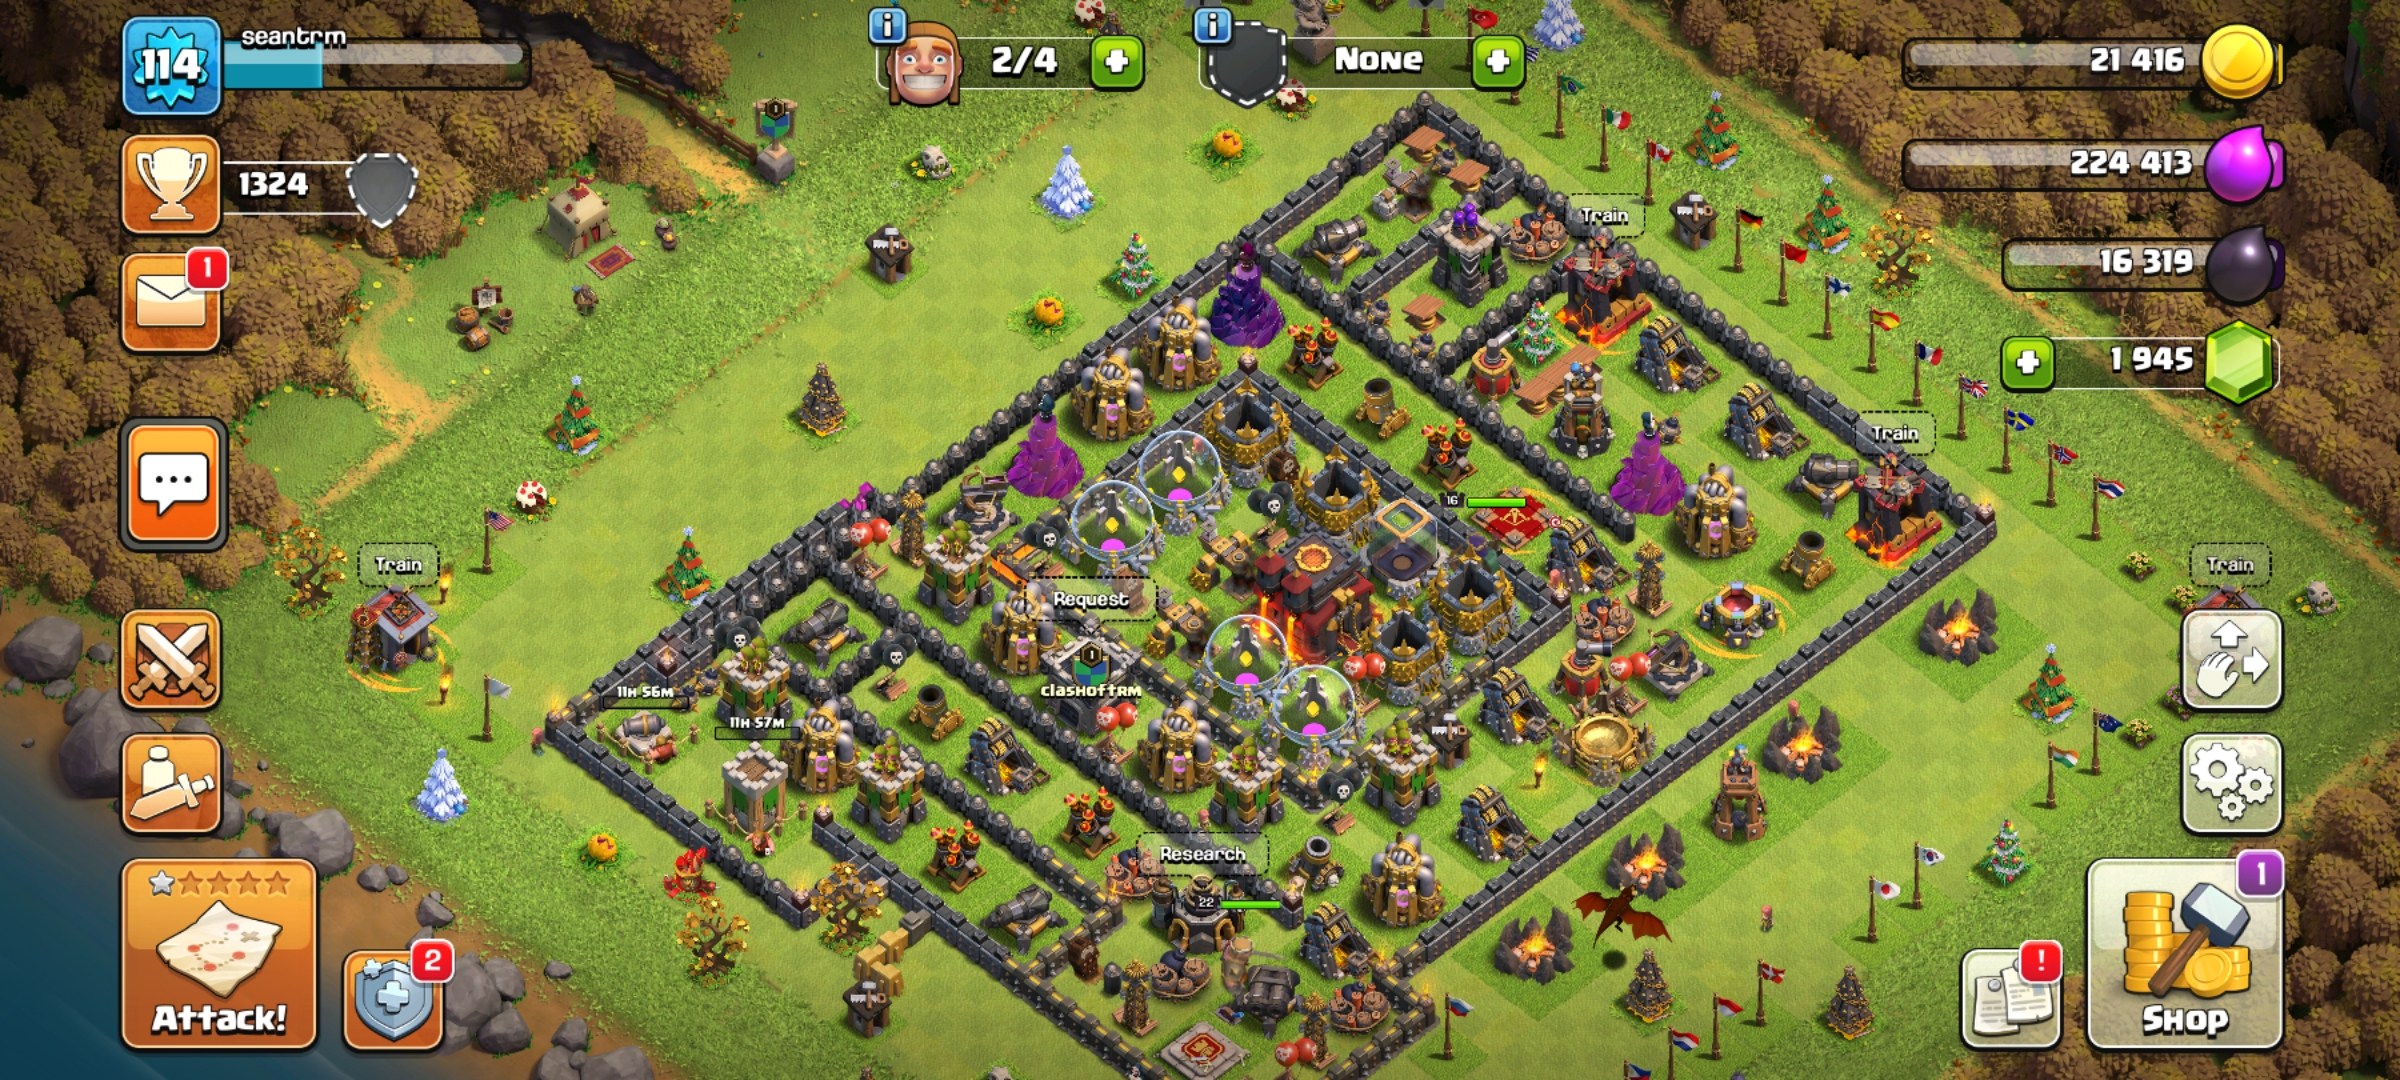 seantrm
114
2/4
None
21 416
1324
224 413
Train
1
16 319
1 945
Train
16
Train
Train
Request
clashoftrm
11H 56M
11H 57M
Research
22
1
2
!
Attack!
Shop